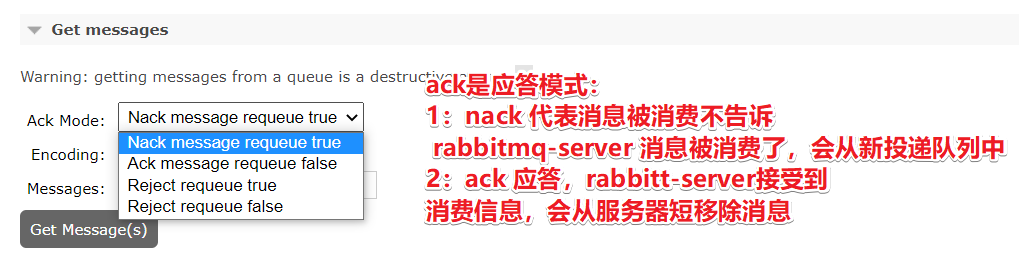 Get messages
Warning: getting messages from a queue is a destructive
ack是应答模式：
Ack Mode: Nack message requeue true
1：nack 代表消息被消费不告诉
Nack message requeue true
rabbitmq-server 消息被消费了，会从新投递队列中
Encoding:
Ack message requeue false
2：ack 应答，rabbitt-server接受到
Messages:
Reject requeue true
消费信息，会从服务器短移除消息
Reject requeue false
Get Message(s)